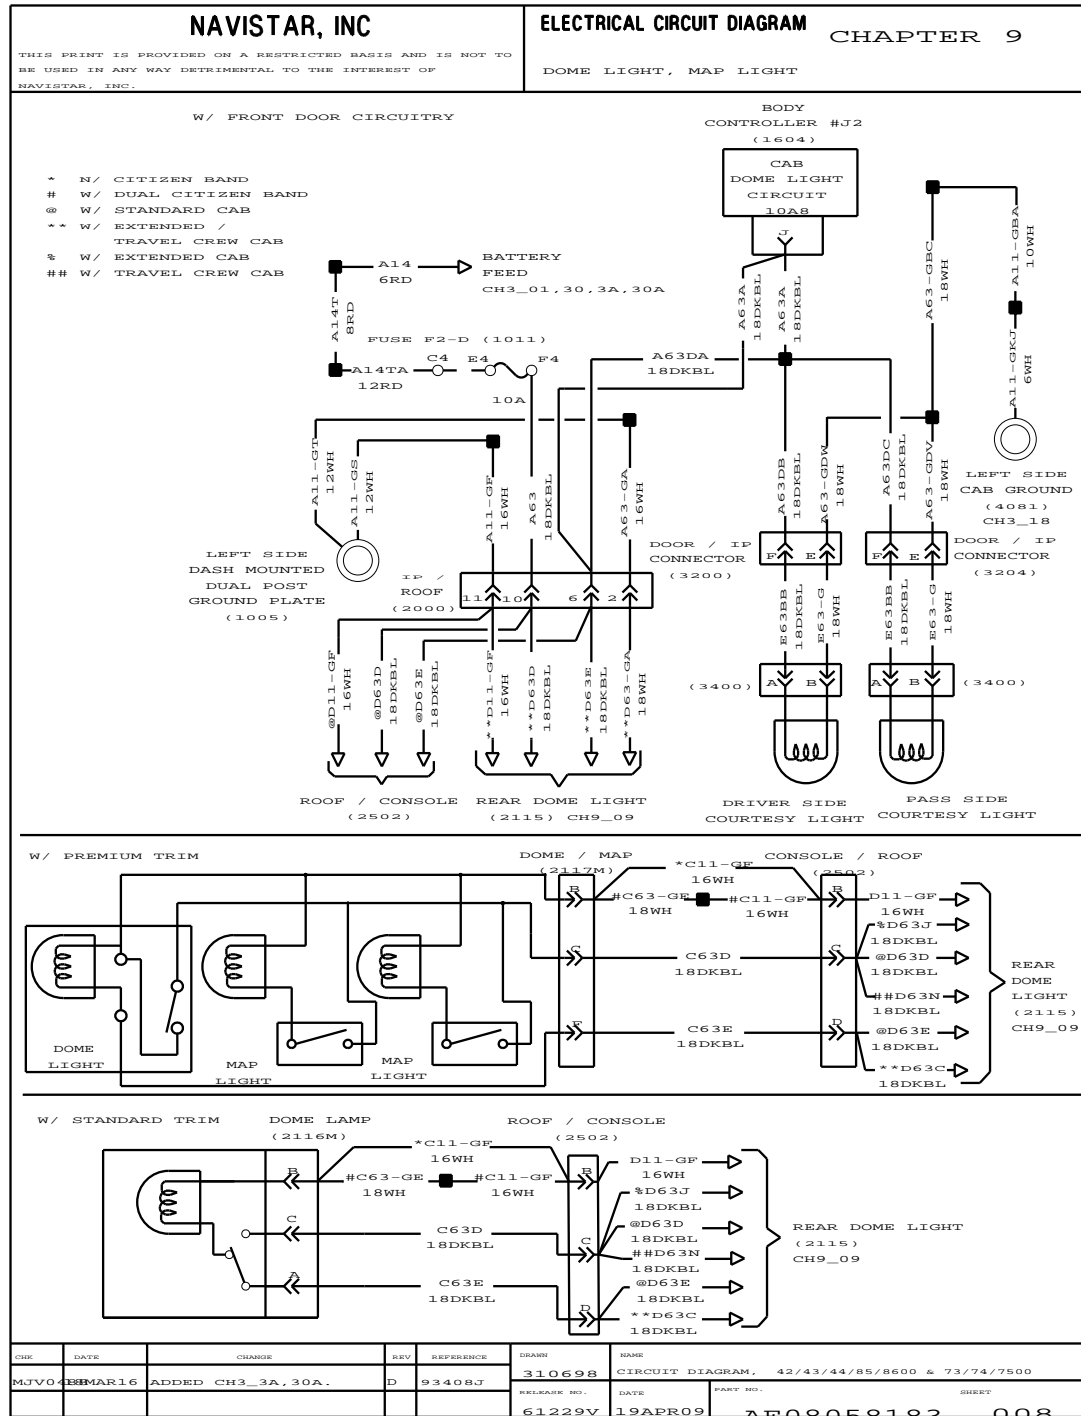 NAVISTAR, INC
THIS PRINT IS PROVIDED ON A RESTRICTED BASIS AND IS NOT TO
BE USED IN ANY WAY DETRIMENTAL TO THE INTEREST OF
NAVISTAR, INC.
ELECTRICAL CIRCUIT DIAGRAM
CHAPTER 9
DOME LIGHT, MAP LIGHT
W/ FRONT DOOR CIRCUITRY
* N/ CITIZEN BAND
# W/ DUAL CITIZEN BAND
@ W/ STANDARD CAB
** W/ EXTENDED /
TRAVEL CREW CAB
% W/ EXTENDED CAB
## W/ TRAVEL CREW CAB
BODY
CONTROLLER #J2
(1604)
CAB
DOME LIGHT
CIRCUIT
10A8
J
A14
6RD
BATTERY
FEED
CH3_01,30,3A,30A
A14T
8RD
FUSE F2-D (1011)
A14TA
12RD
C4
E4
F4
10A
A63A
18DKBL
A63A
18DKBL
A63-GBC
18WH
A11-GBA
10WH
A11-GKJ
6WH
A63DA
18DKBL
A11-GT
12WH
A11-GS
12WH
A11-GF
16WH
A63
18DKBL
A63-GA
16WH
A63DB
18DKBL
A63-GDW
18WH
A63DC
18DKBL
A63-GDV
18WH
LEFT SIDE
CAB GROUND
(4081)
CH3_18
LEFT SIDE
DASH MOUNTED
DUAL POST
GROUND PLATE
(1005)
IP /
ROOF
(2000)
11
10
6
2
DOOR / IP
CONNECTOR
(3200)
F
E
F
E
DOOR / IP
CONNECTOR
(3204)
E63BB
18DKBL
E63-G
18WH
E63BB
18DKBL
E63-G
18WH
@D11-GF
16WH
@D63D
18DKBL
@D63E
18DKBL
**D11-GF
16WH
**D63D
18DKBL
**D63E
18DKBL
**D63-GA
18WH
(3400)
A
B
A
B
(3400)
ROOF / CONSOLE
(2502)
REAR DOME LIGHT
(2115) CH9_09
DRIVER SIDE
COURTESY LIGHT
PASS SIDE
COURTESY LIGHT
W/ PREMIUM TRIM
DOME / MAP
(2117M)
CONSOLE / ROOF
(2502)
*C11-GF
16WH
B
#C63-GE
18WH
#C11-GF
16WH
B
D11-GF
16WH
%D63J
18DKBL
C
C63D
18DKBL
C
@D63D
18DKBL
##D63N
18DKBL
F
C63E
18DKBL
D
@D63E
18DKBL
**D63C
18DKBL
REAR
DOME
LIGHT
(2115)
CH9_09
DOME
LIGHT
MAP
LIGHT
MAP
LIGHT
W/ STANDARD TRIM
DOME LAMP
(2116M)
ROOF / CONSOLE
(2502)
*C11-GF
16WH
B
#C63-GE
18WH
#C11-GF
16WH
B
D11-GF
16WH
%D63J
18DKBL
C
C63D
18DKBL
C
@D63D
18DKBL
##D63N
18DKBL
A
C63E
18DKBL
D
@D63E
18DKBL
**D63C
18DKBL
REAR DOME LIGHT
(2115)
CH9_09
CHK DATE CHANGE REV REFERENCE
18MAR16 ADDED CH3_3A,30A. D 93408J
DRAWN
310698
NAME
CIRCUIT DIAGRAM, 42/43/44/85/8600 & 73/74/7500
RELEASE NO.
61229V
DATE
19APR09
PART NO.
AE08058182
SHEET
008